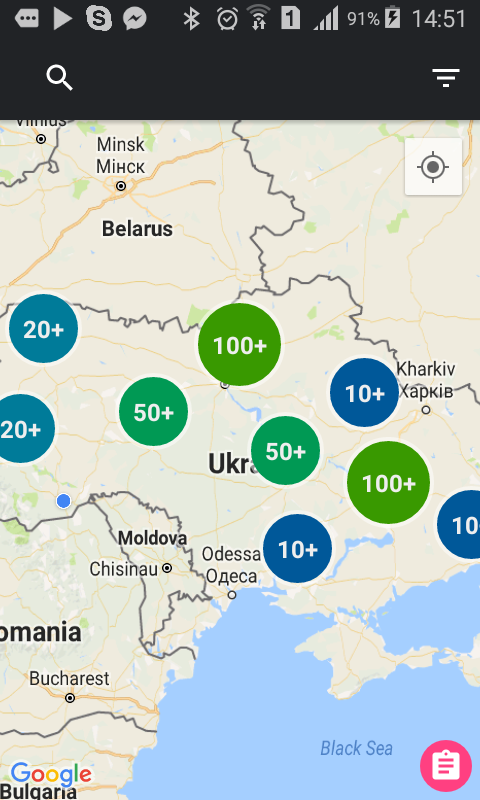 91% 14:51
1
Vilnius
Minsk
Мінск
Belarus
20+
100+
Kharkiv
Харків
10+
50+
20+
50+
Ukra
100+
10
Moldova
10+
Odessa
Одеса
Chisinau
omania
Bucharest
Black Sea
Google
Bulgaria